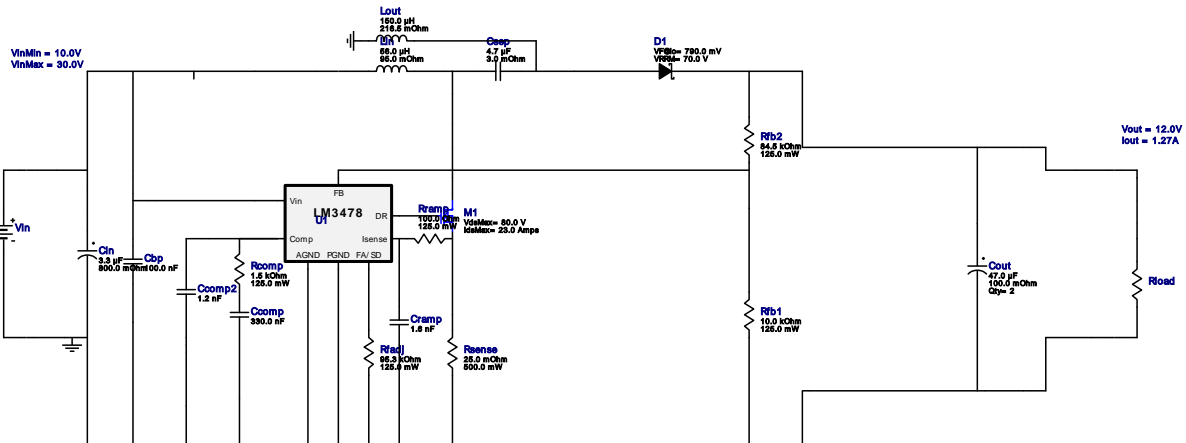 Lout
150.0 µH
216.5 mOhm
VinMin = 10.0V
VinMax = 30.0V
Lin
56.0 µH
95.0 mOhm
Csep
4.7 µF
3.0 mOhm
D1
VFatIo= 790.0 mV
VRRM= 70.0 V
Vout = 12.0V
Iout = 1.27A
Rfb2
84.5 kOhm
125.0 mW
FB
Vin
LM3478
U1
DR
Comp
Isense
AGND
PGND
FA/SD
Rramp
100.0 Ohm
125.0 mW
M1
VdsMax= 60.0 V
IdsMax= 23.0 Amps
+
Vin
-
Cin
3.3 µF
800.0 mOhm
Cbp
100.0 nF
Rcomp
1.5 kOhm
125.0 mW
Ccomp2
1.2 nF
Ccomp
330.0 nF
Cramp
1.6 nF
Rfadj
95.3 kOhm
125.0 mW
Rsense
25.0 mOhm
500.0 mW
Rfb1
10.0 kOhm
125.0 mW
Cout
47.0 µF
100.0 mOhm
Qty= 2
Rload